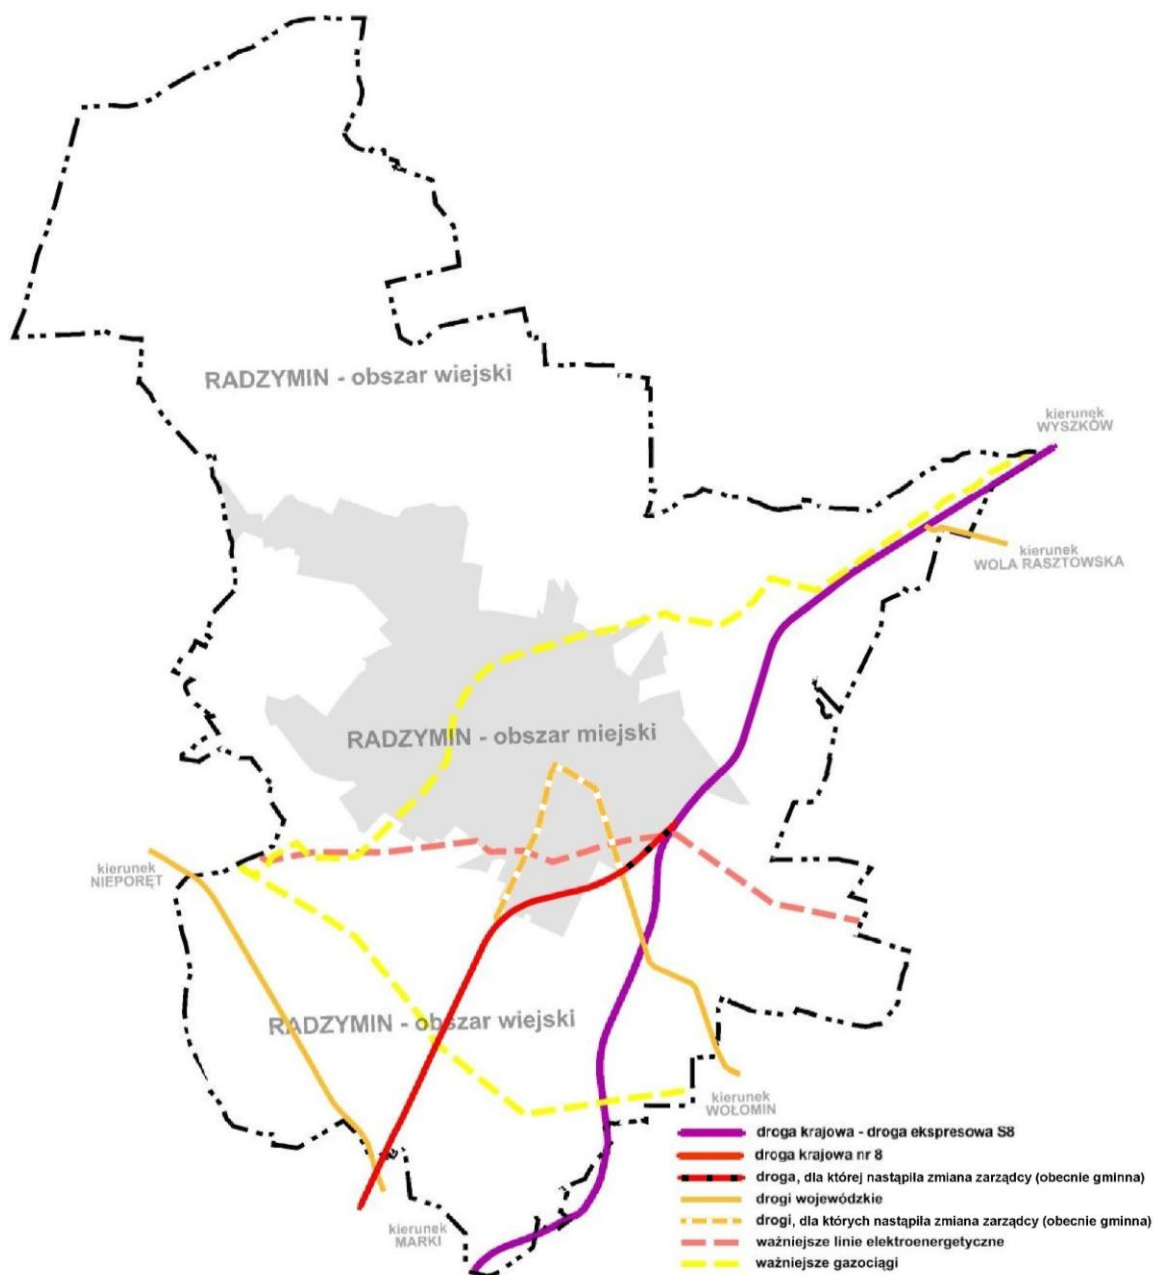 RADZYMIN - obszar wiejski
kierunek
WYSZKÓW
kierunek
WOLA RASZTOWSKA
RADZYMIN - obszar miejski
kierunek
NIEPORĘT
RADZYMIN - obszar wiejski
kierunek
WOŁOMIN
kierunek
MARKI
droga krajowa - droga ekspresowa S8
droga krajowa nr 8
droga, dla której nastąpiła zmiana zarządcy (obecnie gminna)
drogi wojewódzkie
drogi, dla których nastąpiła zmiana zarządcy (obecnie gminna)
ważniejsze linie elektroenergetyczne
ważniejsze gazociągi